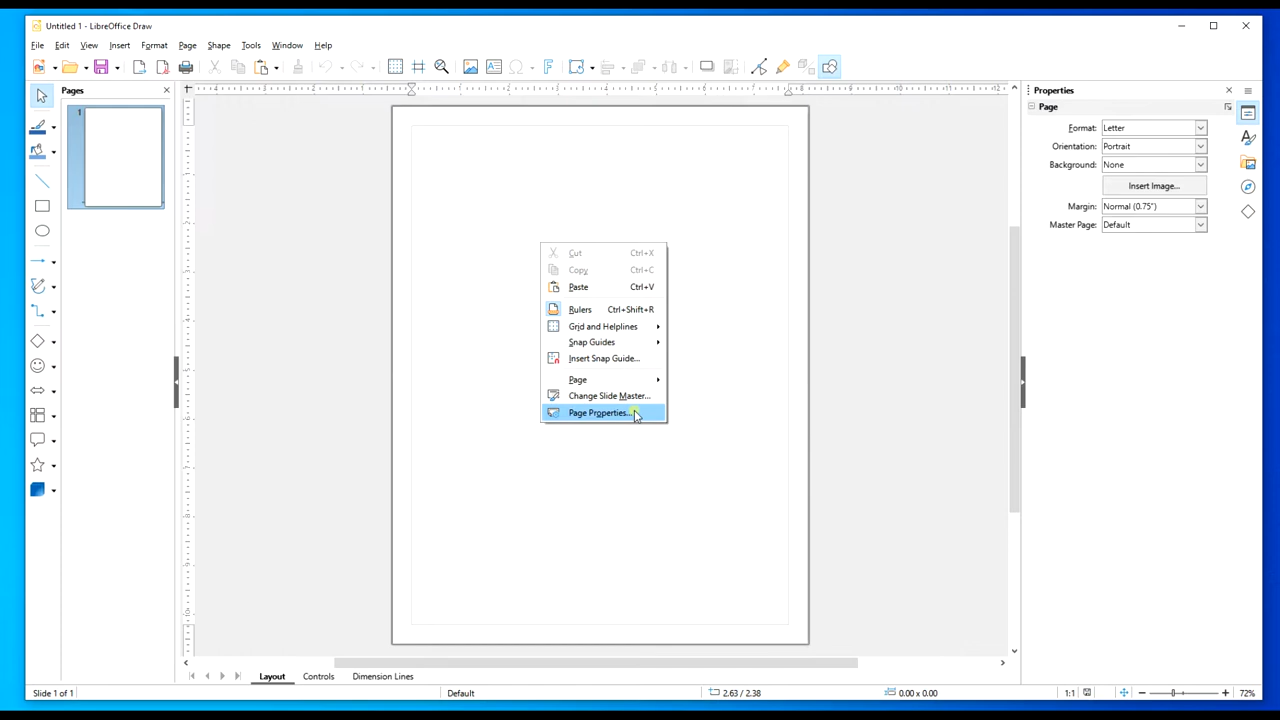 Untitled 1 - LibreOffice Draw
File Edit View Insert Format Page Shape Tools Window Help
Pages
1
Properties
Page
Format: Letter
Orientation: Portrait
Background: None
Insert Image...
Margin: Normal (0.75")
Master Page: Default
Cut Ctrl+X
Copy Ctrl+C
Paste Ctrl+V
Rulers Ctrl+Shift+R
Grid and Helplines
Snap Guides
Insert Snap Guide...
Page
Change Slide Master...
Page Properties...
Layout Controls Dimension Lines
Slide 1 of 1 Default 2.63 / 2.38 0.00 x 0.00 1:1 72%